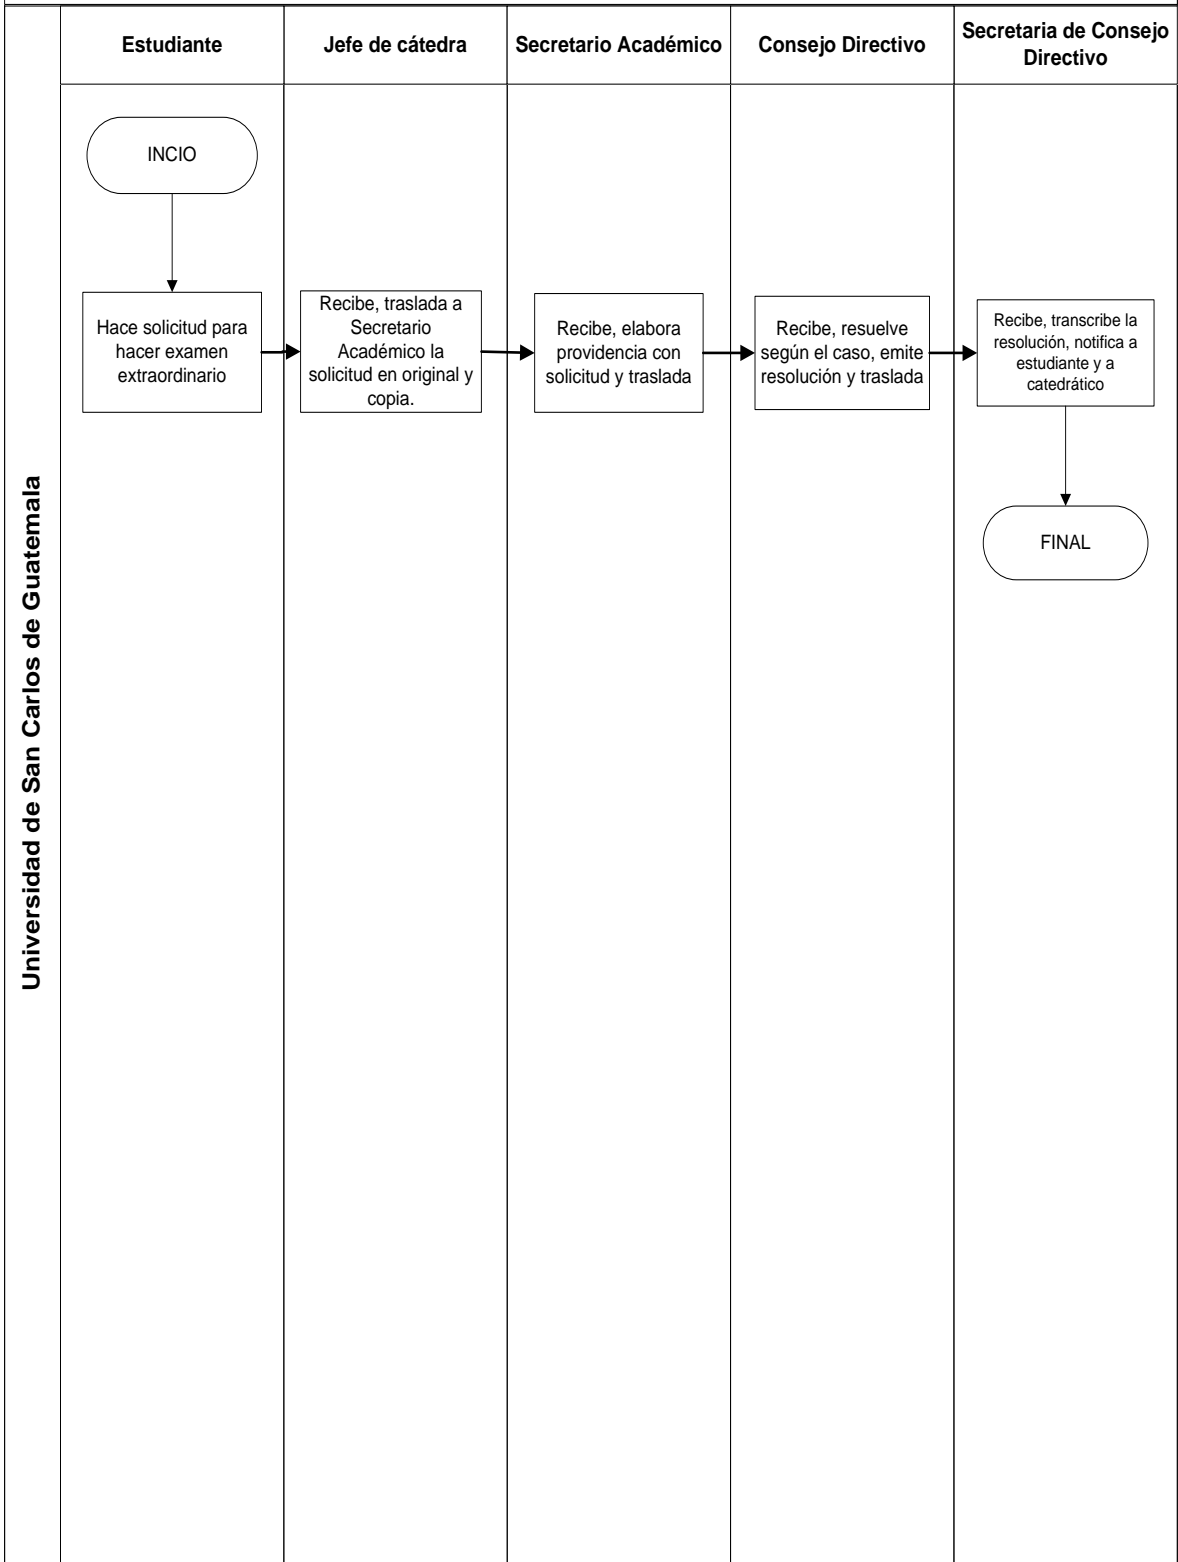 Estudiante
Jefe de cátedra
Secretario Académico
Consejo Directivo
Secretaria de Consejo
Directivo
Universidad de San Carlos de Guatemala
INCIO
Hace solicitud para
hacer examen
extraordinario
Recibe, traslada a
Secretario
Académico la
solicitud en original y
copia.
Recibe, elabora
providencia con
solicitud y traslada
Recibe, resuelve
según el caso, emite
resolución y traslada
Recibe, transcribe la
resolución, notifica a
estudiante y a
catedrático
FINAL